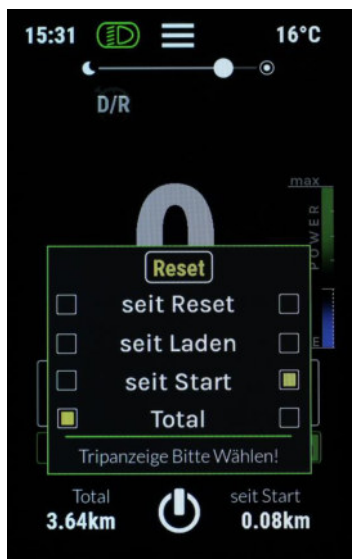 15:31 16°C
D/R
max
POWER
0
Reset
seit Reset
seit Laden
seit Start
Total
Tripanzeige Bitte Wählen!
Total seit Start
3.64km 0.08km